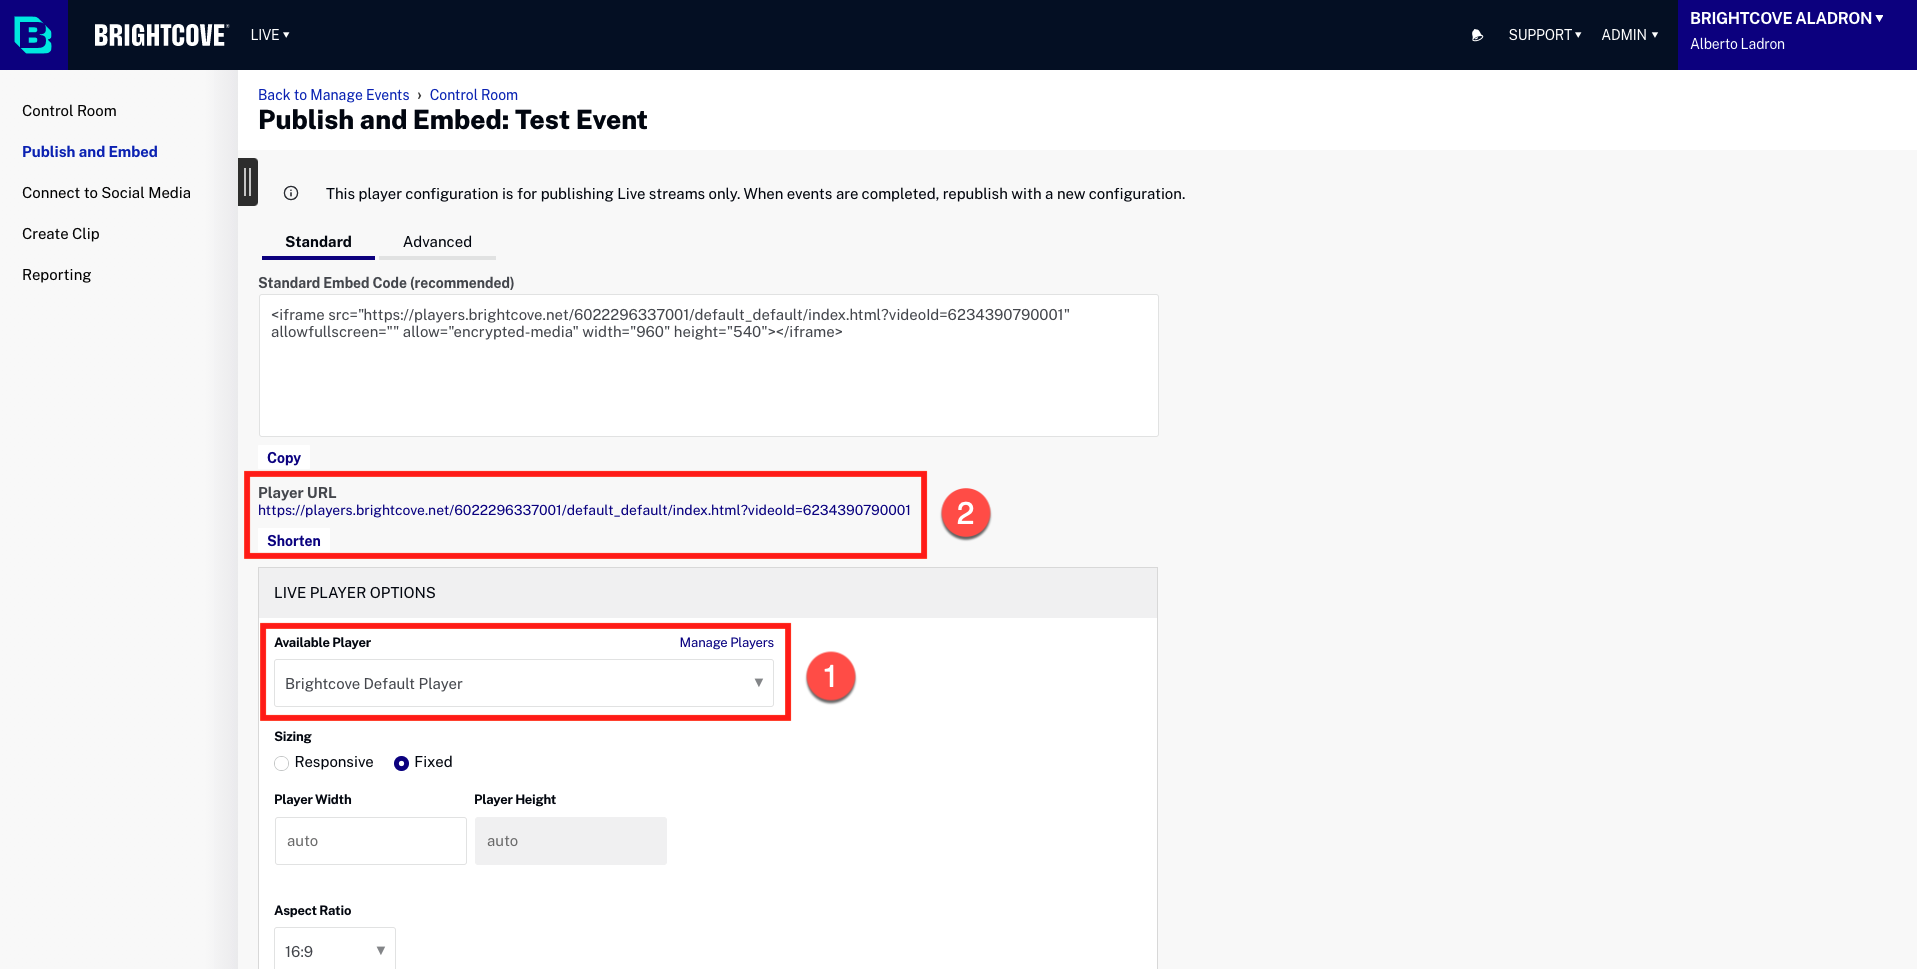 BRIGHTCOVE®
LIVE ▾
SUPPORT ▾
ADMIN ▾
BRIGHTCOVE ALADRON ▾
Alberto Ladron
Control Room
Publish and Embed
Connect to Social Media
Create Clip
Reporting
Back to Manage Events › Control Room
Publish and Embed: Test Event
This player configuration is for publishing Live streams only. When events are completed, republish with a new configuration.
Standard
Advanced
Standard Embed Code (recommended)
<iframe src="https://players.brightcove.net/6022296337001/default_default/index.html?videoId=6234390790001"
allowfullscreen="" allow="encrypted-media" width="960" height="540"></iframe>
Copy
Player URL
https://players.brightcove.net/6022296337001/default_default/index.html?videoId=6234390790001
Shorten
2
LIVE PLAYER OPTIONS
Available Player
Manage Players
Brightcove Default Player
1
Sizing
Responsive
Fixed
Player Width
Player Height
auto
auto
Aspect Ratio
16:9